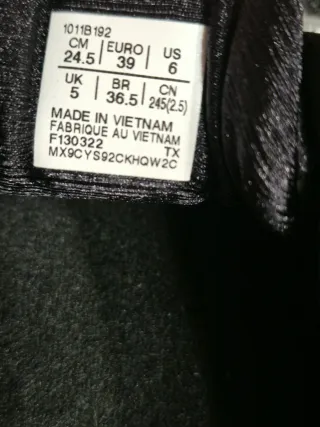 1011B192
CM EURO US
24.5 39 6
UK BR CN
5 36.5 245(2.5)
MADE IN VIETNAM
FABRIQUE AU VIETNAM
F130322 TX
MX9CYS92CKHQW2C